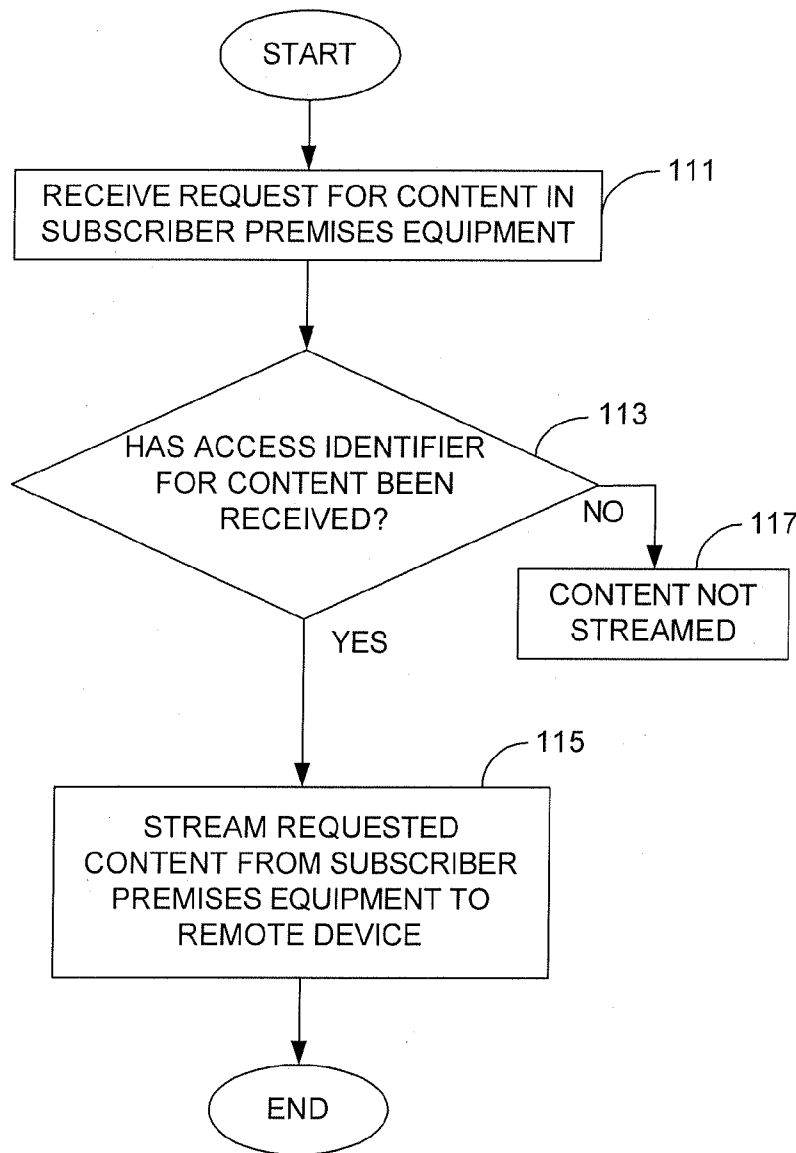 START
111
RECEIVE REQUEST FOR CONTENT IN
SUBSCRIBER PREMISES EQUIPMENT
113
HAS ACCESS IDENTIFIER
FOR CONTENT BEEN
RECEIVED?
NO
117
CONTENT NOT
STREAMED
YES
115
STREAM REQUESTED
CONTENT FROM SUBSCRIBER
PREMISES EQUIPMENT TO
REMOTE DEVICE
END